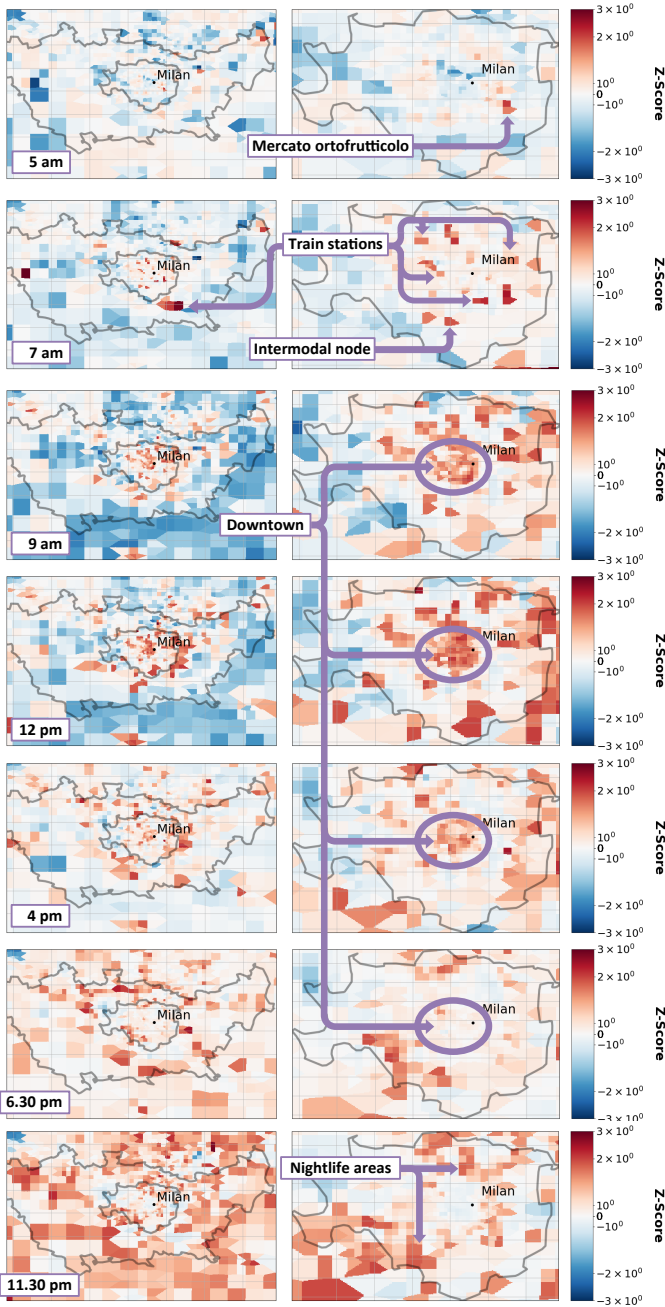 3 × 10⁰
2 × 10⁰
10⁰
0
−10⁰
−2 × 10⁰
−3 × 10⁰
Z-Score
Milan
Milan
Mercato ortofrutticolo
5 am
3 × 10⁰
2 × 10⁰
10⁰
0
−10⁰
−2 × 10⁰
−3 × 10⁰
Z-Score
Train stations
Milan
Milan
Intermodal node
7 am
3 × 10⁰
2 × 10⁰
10⁰
0
−10⁰
−2 × 10⁰
−3 × 10⁰
Z-Score
Milan
Milan
Downtown
9 am
3 × 10⁰
2 × 10⁰
10⁰
0
−10⁰
−2 × 10⁰
−3 × 10⁰
Z-Score
Milan
Milan
12 pm
3 × 10⁰
2 × 10⁰
10⁰
0
−10⁰
−2 × 10⁰
−3 × 10⁰
Z-Score
Milan
Milan
4 pm
3 × 10⁰
2 × 10⁰
10⁰
0
−10⁰
−2 × 10⁰
−3 × 10⁰
Z-Score
Milan
Milan
6.30 pm
3 × 10⁰
2 × 10⁰
10⁰
0
−10⁰
−2 × 10⁰
−3 × 10⁰
Z-Score
Nightlife areas
Milan
Milan
11.30 pm